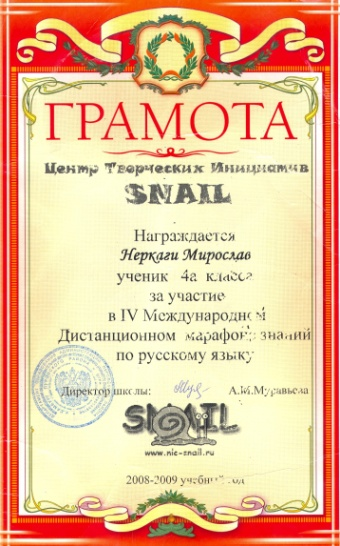 ГРАМОТА
Центр Творческих Инициатив
SNAIL
Награждается
Неркаги Мирослав
ученик 4а класса
за участие
в IV Международном
Дистанционном марафоне знаний
по русскому языку
Директор школы: А.М.Муравьева
SNAIL
www.nic-snail.ru
2008-2009 учебный год